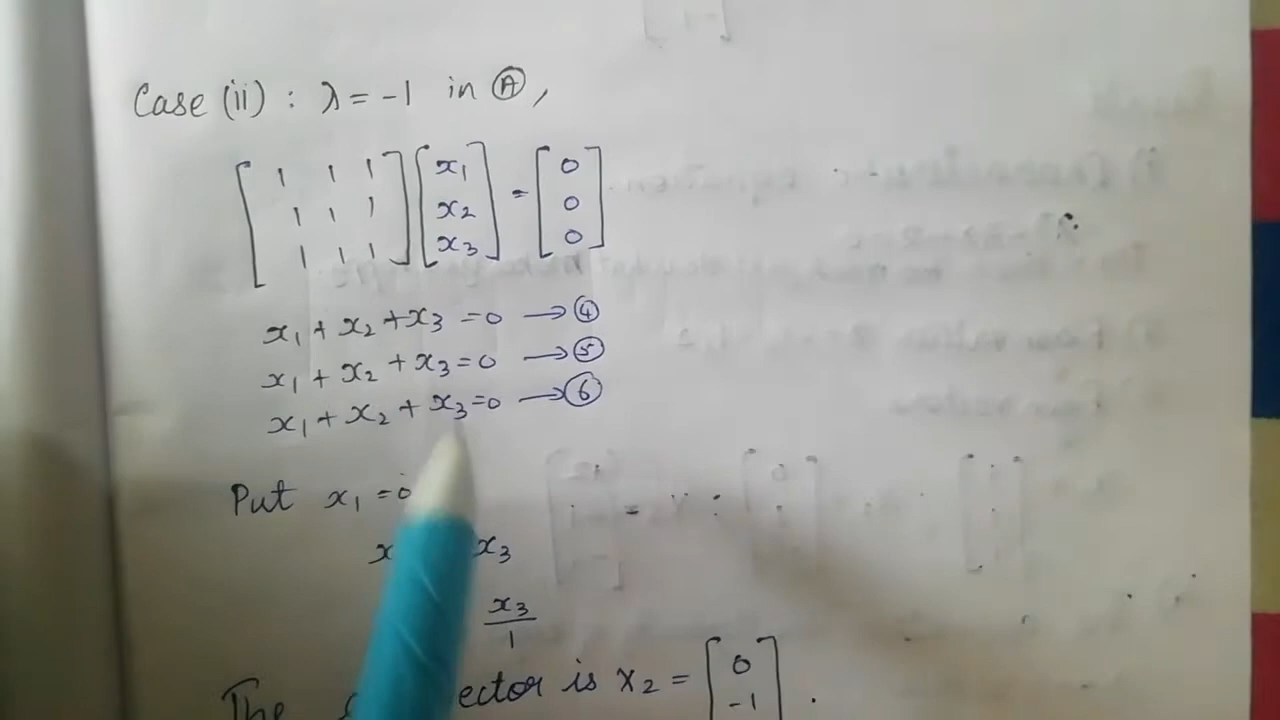 Case (ii) : λ = -1 in Ⓐ,
[1 1 1] [x1] = [0]
[1 1 1] [x2] [0]
[1 1 1] [x3] [0]
x1 + x2 + x3 = 0 → ④
x1 + x2 + x3 = 0 → ⑤
x1 + x2 + x3 = 0 → ⑥
Put x1 = 0
x x3
x3/1
The ector is x2 = [0
-1] .